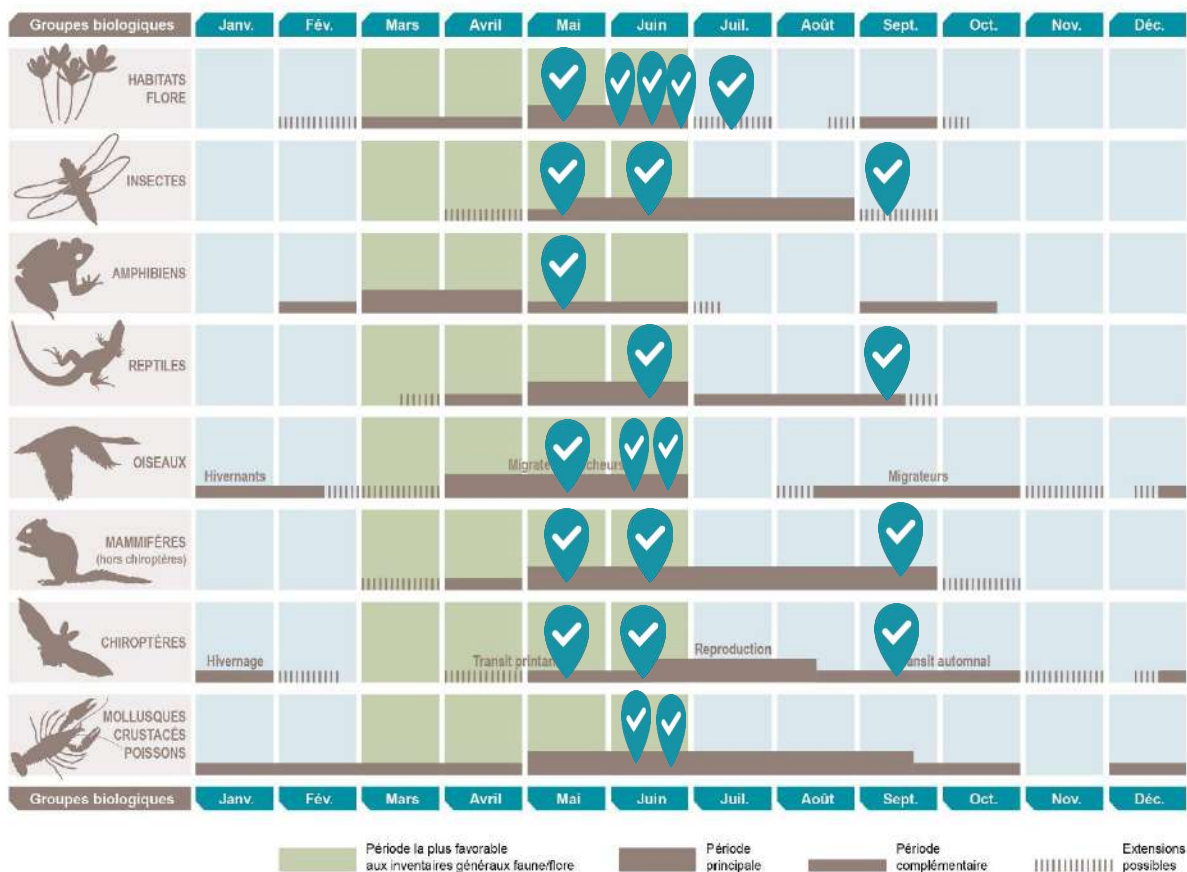 Groupes biologiques Janv. Fév. Mars Avril Mai Juin Juil. Août Sept. Oct. Nov. Déc.
HABITATS
FLORE
INSECTES
AMPHIBIENS
REPTILES
OISEAUX
Hivernants
Migrateurs
MAMMIFÈRES
(hors chiroptères)
CHIROPTÈRES
Hivernage
Transit printan
Reproduction
ansit automnal
MOLLUSQUES
CRUSTACÉS
POISSONS
Groupes biologiques Janv. Fév. Mars Avril Mai Juin Juil. Août Sept. Oct. Nov. Déc.
Période la plus favorable
aux inventaires généraux faune/flore
Période
principale
Période
complémentaire
Extensions
possibles